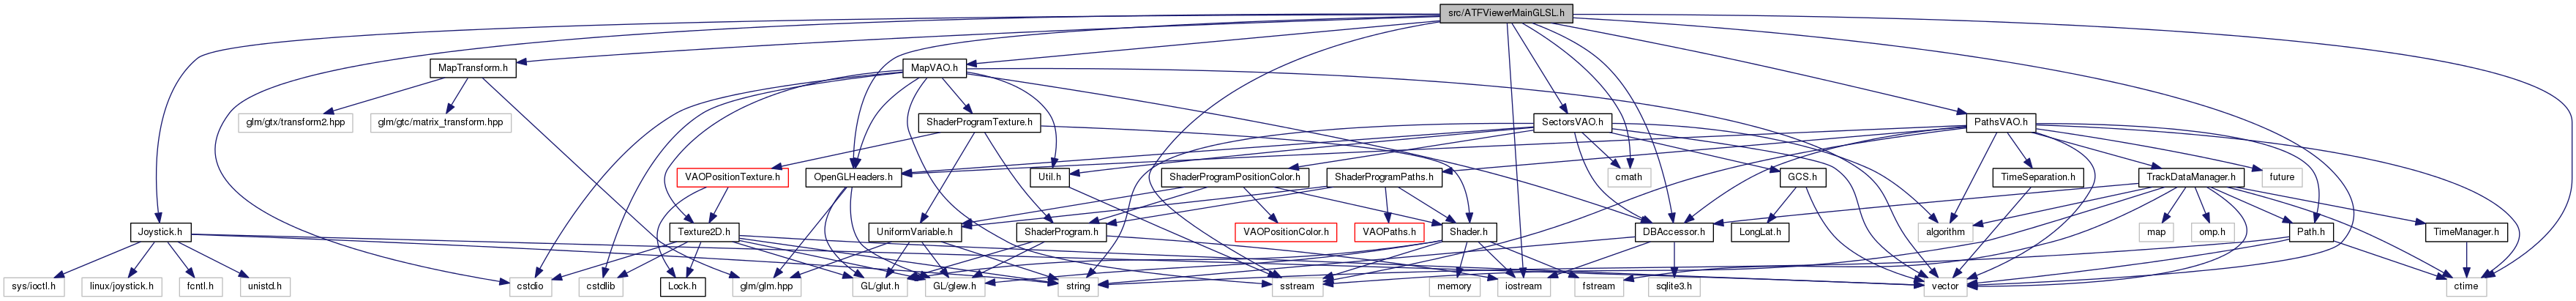 src/ATFViewerMainGLSL.h
MapTransform.h
MapVAO.h
glm/gtx/transform2.hpp
glm/gtc/matrix_transform.hpp
ShaderProgramTexture.h
SectorsVAO.h
PathsVAO.h
VAOPositionTexture.h
OpenGLHeaders.h
Util.h
ShaderProgramPositionColor.h
cmath
ShaderProgramPaths.h
GCS.h
TimeSeparation.h
TrackDataManager.h
future
Joystick.h
Texture2D.h
UniformVariable.h
ShaderProgram.h
VAOPositionColor.h
VAOPaths.h
Shader.h
DBAccessor.h
LongLat.h
algorithm
map
omp.h
Path.h
TimeManager.h
sys/ioctl.h
linux/joystick.h
fcntl.h
unistd.h
cstdio
cstdlib
Lock.h
glm/glm.hpp
GL/glut.h
GL/glew.h
string
sstream
memory
iostream
fstream
sqlite3.h
vector
ctime